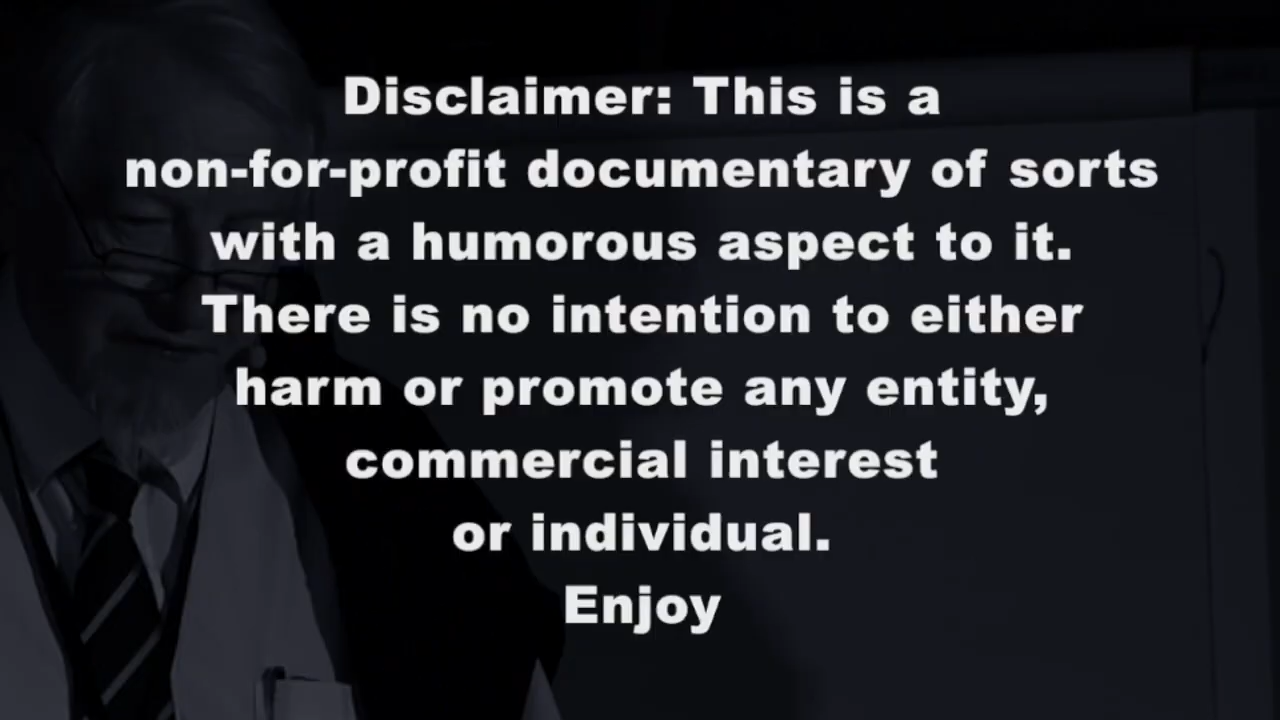 Disclaimer: This is a
non-for-profit documentary of sorts
with a humorous aspect to it.
There is no intention to either
harm or promote any entity,
commercial interest
or individual.
Enjoy